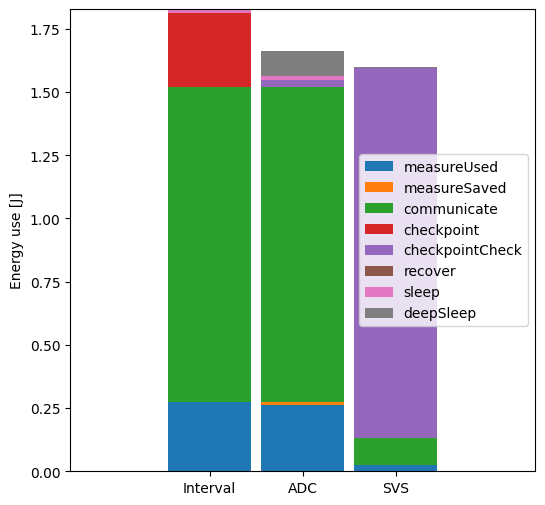 Energy use [J]
1.75
1.50
1.25
1.00
0.75
0.50
0.25
0.00
Interval
ADC
SVS
measureUsed
measureSaved
communicate
checkpoint
checkpointCheck
recover
sleep
deepSleep